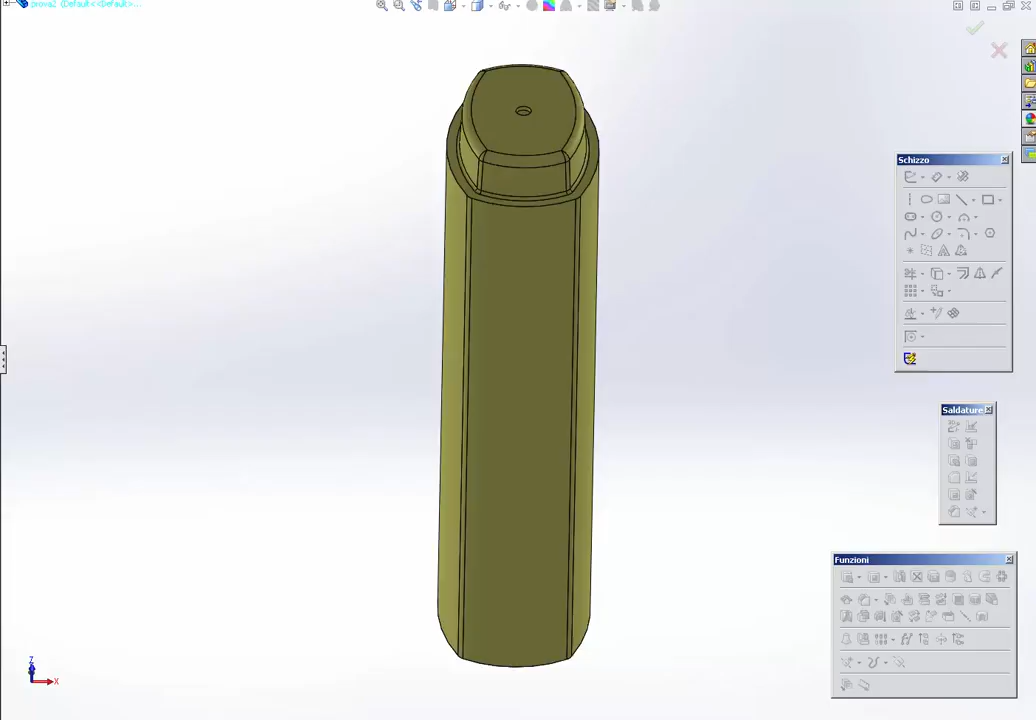 prova2 (Default<<Default>...
Schizzo
Saldature
Funzioni
Z
X